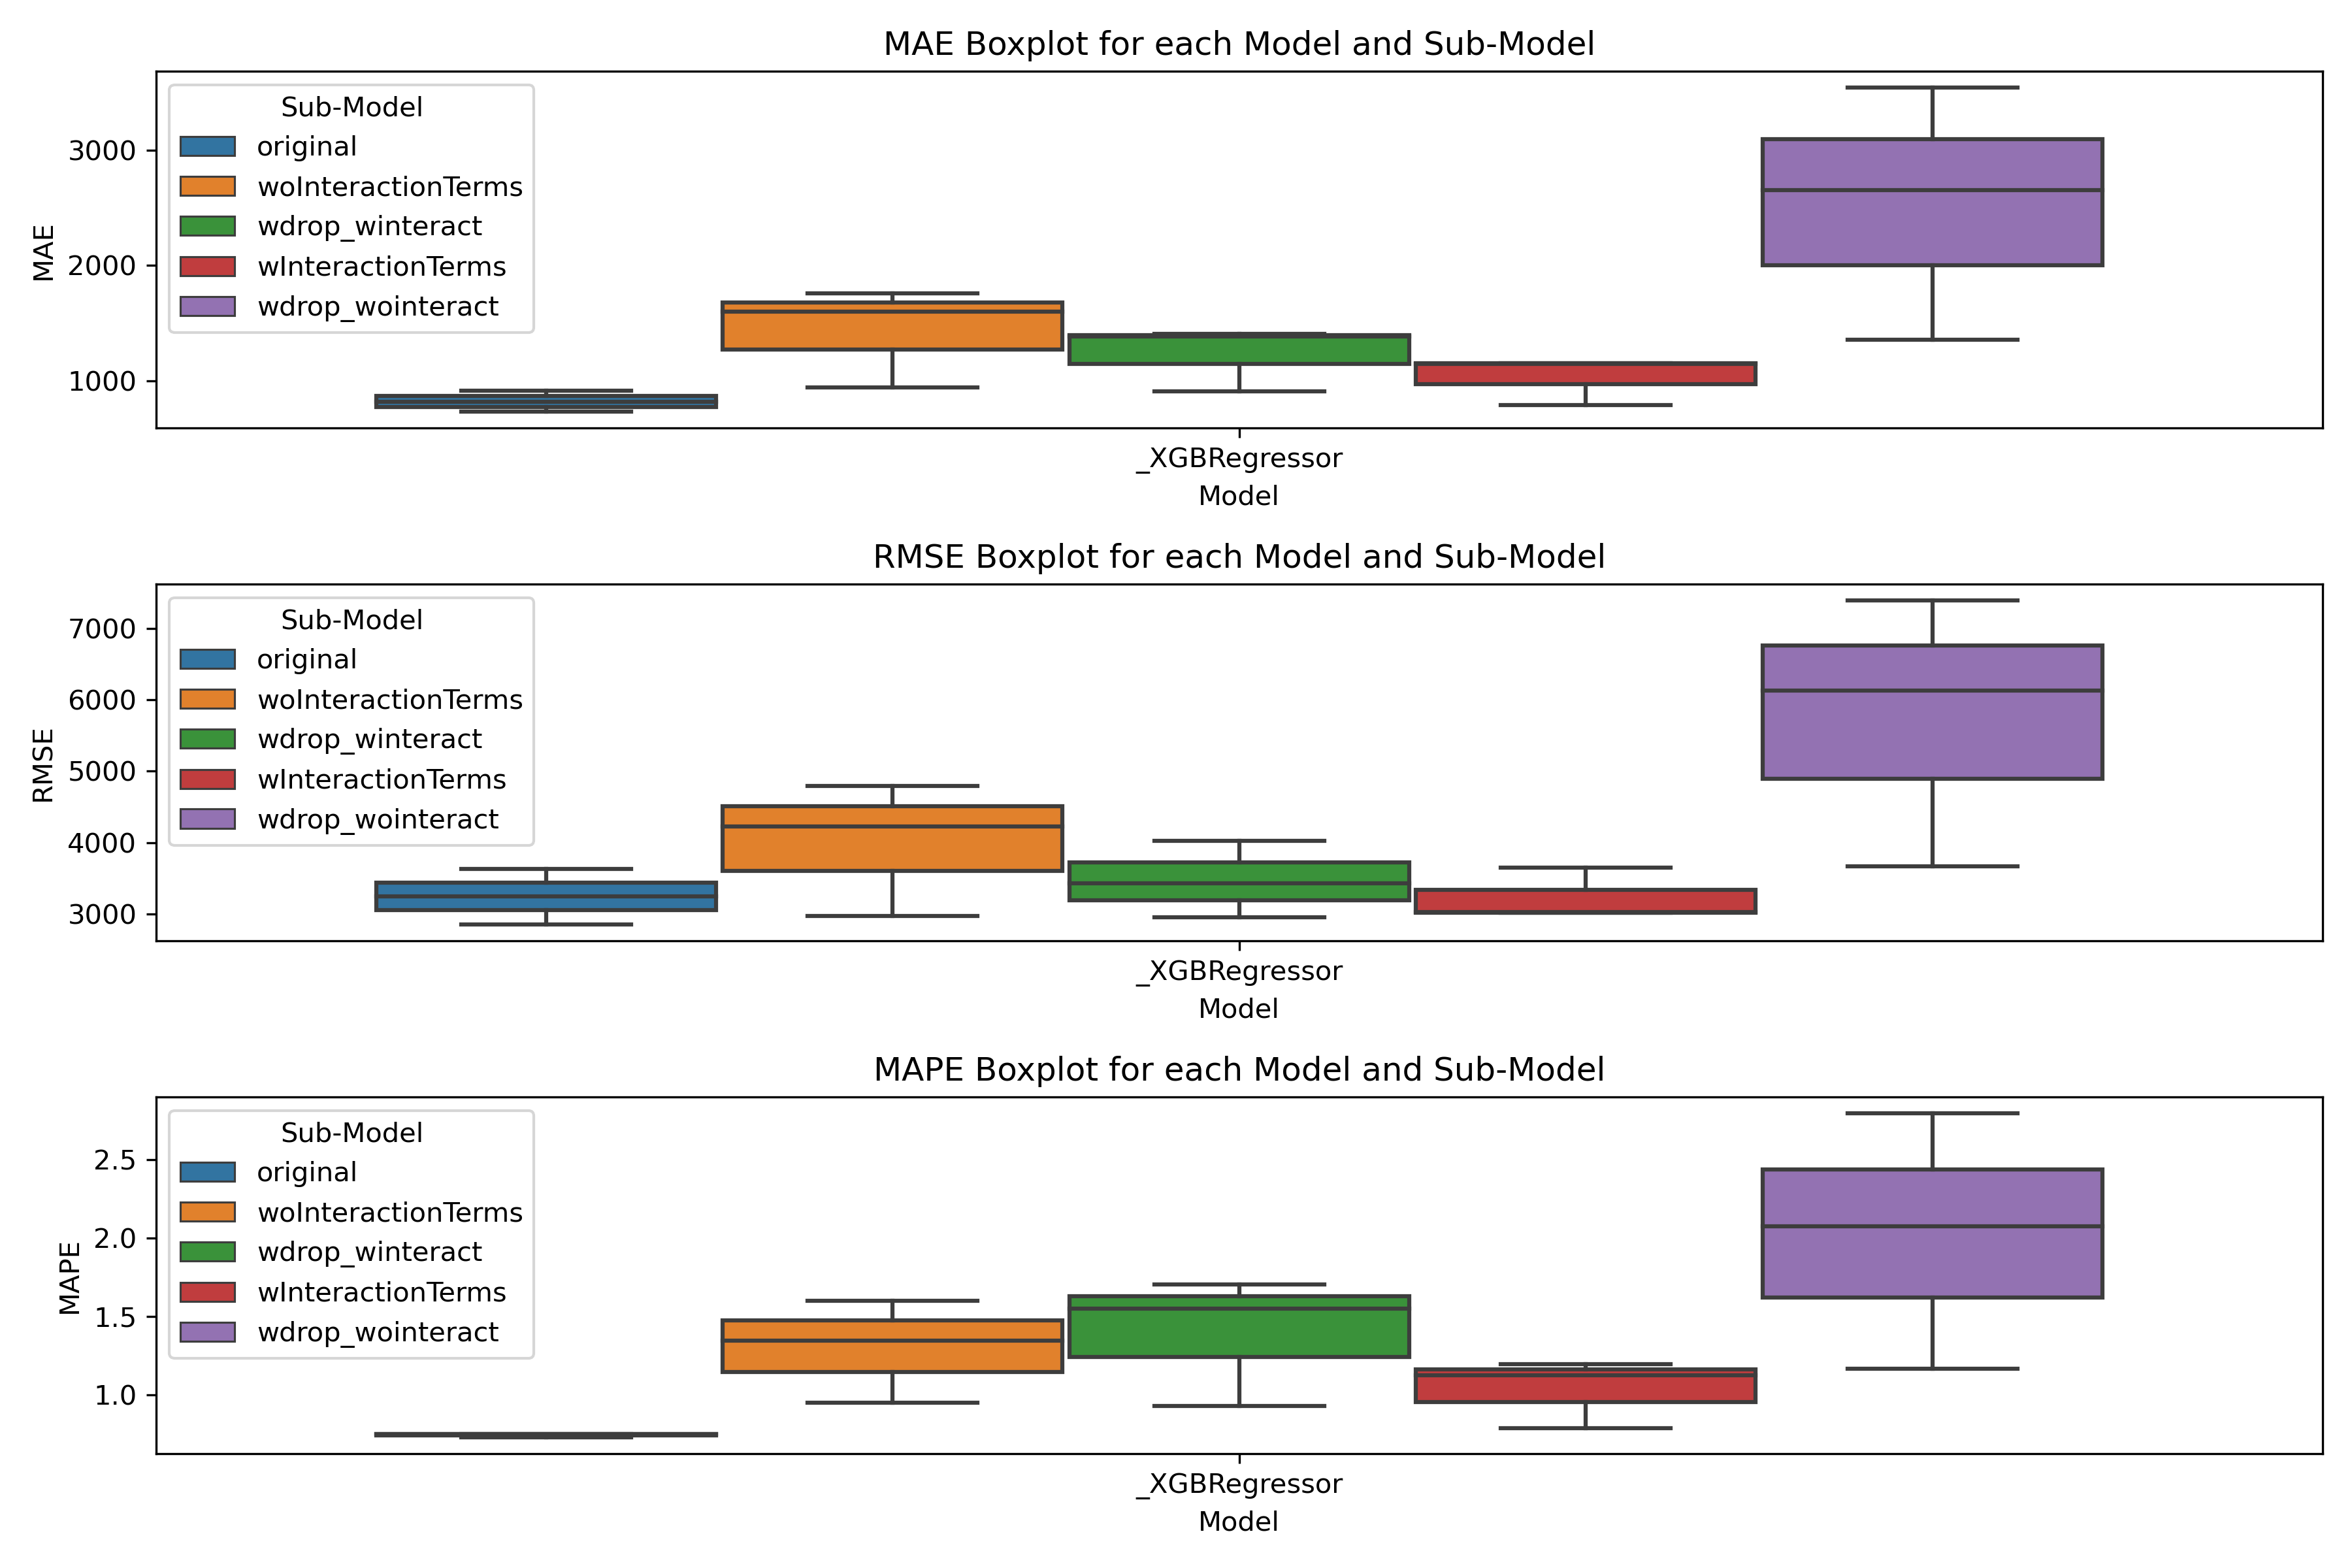 MAE Boxplot for each Model and Sub-Model
Sub-Model
original
woInteractionTerms
wdrop_winteract
wInteractionTerms
wdrop_wointeract
MAE
3000
2000
1000
_XGBRegressor
Model
RMSE Boxplot for each Model and Sub-Model
Sub-Model
original
woInteractionTerms
wdrop_winteract
wInteractionTerms
wdrop_wointeract
RMSE
7000
6000
5000
4000
3000
_XGBRegressor
Model
MAPE Boxplot for each Model and Sub-Model
Sub-Model
original
woInteractionTerms
wdrop_winteract
wInteractionTerms
wdrop_wointeract
MAPE
2.5
2.0
1.5
1.0
_XGBRegressor
Model